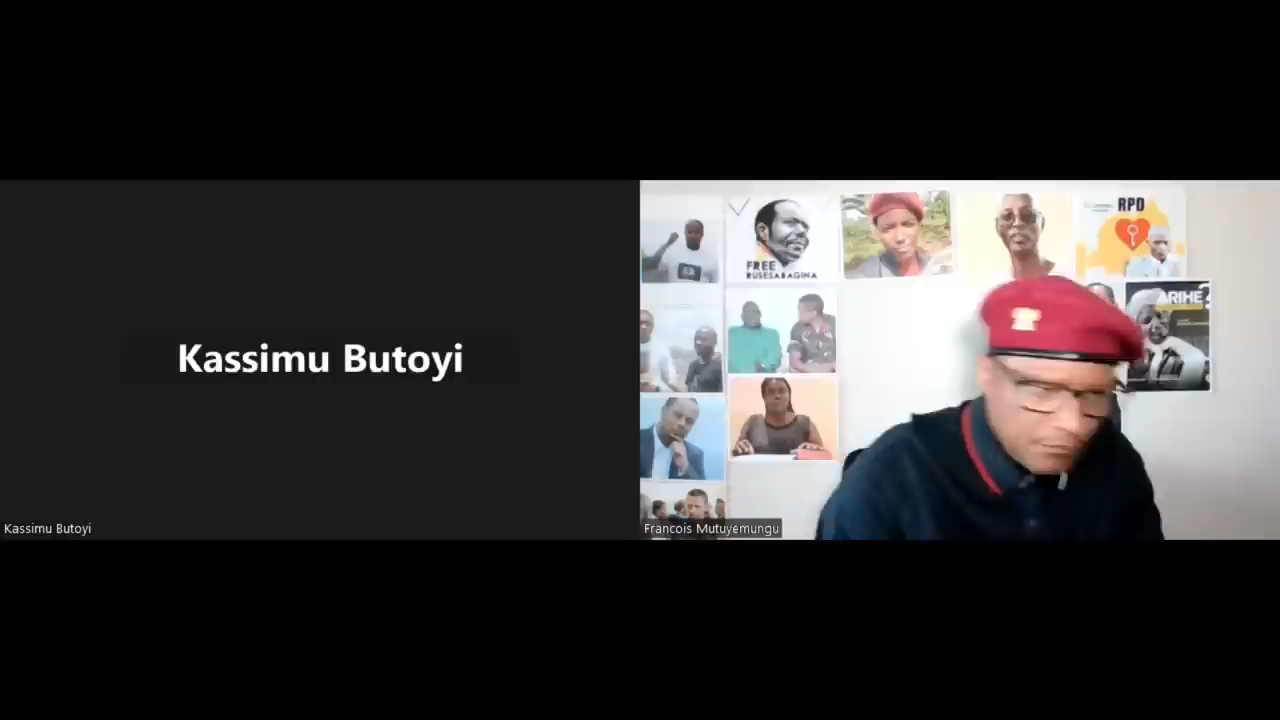 Kassimu Butoyi
Kassimu Butoyi
FREE
RUSESABAGINA
RPD
ARIHE?
Francois Mutuyemungu